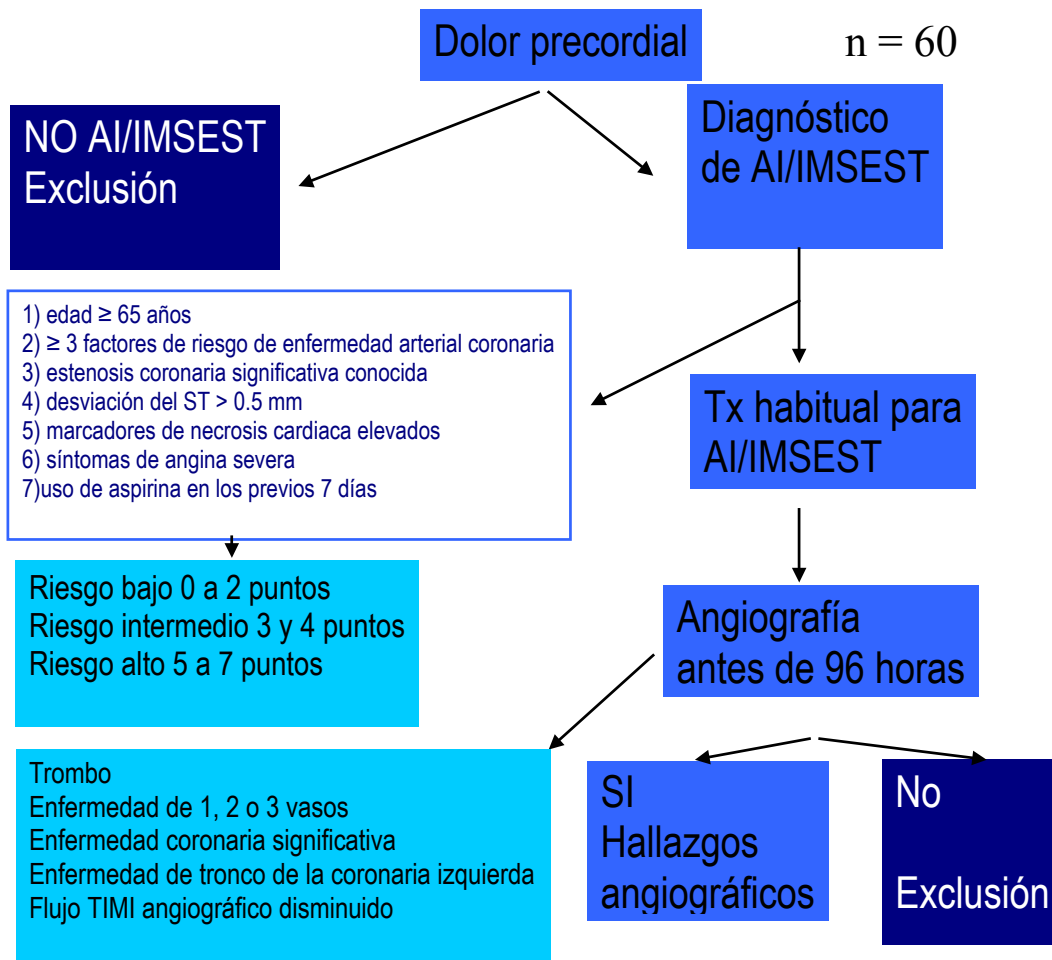 Dolor precordial
n = 60
NO AI/IMSEST
Exclusión
Diagnóstico
de AI/IMSEST
1) edad ≥ 65 años
2) ≥ 3 factores de riesgo de enfermedad arterial coronaria
3) estenosis coronaria significativa conocida
4) desviación del ST > 0.5 mm
5) marcadores de necrosis cardiaca elevados
6) síntomas de angina severa
7)uso de aspirina en los previos 7 días
Tx habitual para
AI/IMSEST
Riesgo bajo 0 a 2 puntos
Riesgo intermedio 3 y 4 puntos
Riesgo alto 5 a 7 puntos
Angiografía
antes de 96 horas
Trombo
Enfermedad de 1, 2 o 3 vasos
Enfermedad coronaria significativa
Enfermedad de tronco de la coronaria izquierda
Flujo TIMI angiográfico disminuido
SI
Hallazgos
angiográficos
No
Exclusión